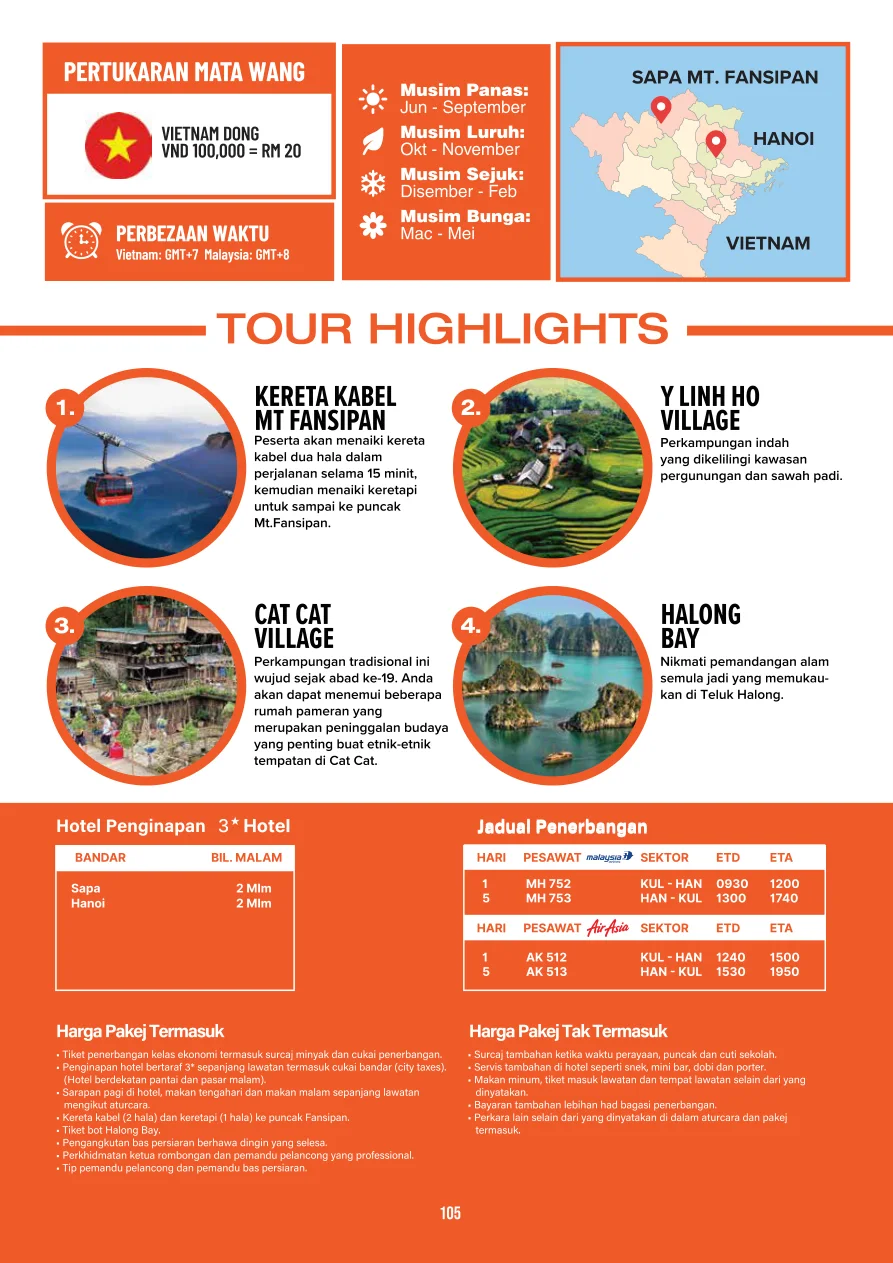 PERTUKARAN MATA WANG
VIETNAM DONG
VND 100,000 = RM 20
PERBEZAAN WAKTU
Vietnam: GMT+7 Malaysia: GMT+8
Musim Panas:
Jun - September
Musim Luruh:
Okt - November
Musim Sejuk:
Disember - Feb
Musim Bunga:
Mac - Mei
SAPA MT. FANSIPAN
HANOI
VIETNAM
TOUR HIGHLIGHTS
1.
KERETA KABEL
MT FANSIPAN
Peserta akan menaiki kereta
kabel dua hala dalam
perjalanan selama 15 minit,
kemudian menaiki keretapi
untuk sampai ke puncak
Mt.Fansipan.
2.
Y LINH HO
VILLAGE
Perkampungan indah
yang dikelilingi kawasan
pergunungan dan sawah padi.
3.
CAT CAT
VILLAGE
Perkampungan tradisional ini
wujud sejak abad ke-19. Anda
akan dapat menemui beberapa
rumah pameran yang
merupakan peninggalan budaya
yang penting buat etnik-etnik
tempatan di Cat Cat.
4.
HALONG
BAY
Nikmati pemandangan alam
semula jadi yang memukau-
kan di Teluk Halong.
Hotel Penginapan 3★ Hotel
BANDAR BIL. MALAM
Sapa 2 Mlm
Hanoi 2 Mlm
Jadual Penerbangan
HARI PESAWAT malaysia SEKTOR ETD ETA
1 MH 752 KUL - HAN 0930 1200
5 MH 753 HAN - KUL 1300 1740
HARI PESAWAT AirAsia SEKTOR ETD ETA
1 AK 512 KUL - HAN 1240 1500
5 AK 513 HAN - KUL 1530 1950
Harga Pakej Termasuk
• Tiket penerbangan kelas ekonomi termasuk surcaj minyak dan cukai penerbangan.
• Penginapan hotel bertaraf 3* sepanjang lawatan termasuk cukai bandar (city taxes).
(Hotel berdekatan pantai dan pasar malam).
• Sarapan pagi di hotel, makan tengahari dan makan malam sepanjang lawatan
mengikut aturcara.
• Kereta kabel (2 hala) dan keretapi (1 hala) ke puncak Fansipan.
• Tiket bot Halong Bay.
• Pengangkutan bas persiaran berhawa dingin yang selesa.
• Perkhidmatan ketua rombongan dan pemandu pelancong yang professional.
• Tip pemandu pelancong dan pemandu bas persiaran.
Harga Pakej Tak Termasuk
• Surcaj tambahan ketika waktu perayaan, puncak dan cuti sekolah.
• Servis tambahan di hotel seperti snek, mini bar, dobi dan porter.
• Makan minum, tiket masuk lawatan dan tempat lawatan selain dari yang
dinyatakan.
• Bayaran tambahan lebihan had bagasi penerbangan.
• Perkara lain selain dari yang dinyatakan di dalam aturcara dan pakej
termasuk.
105